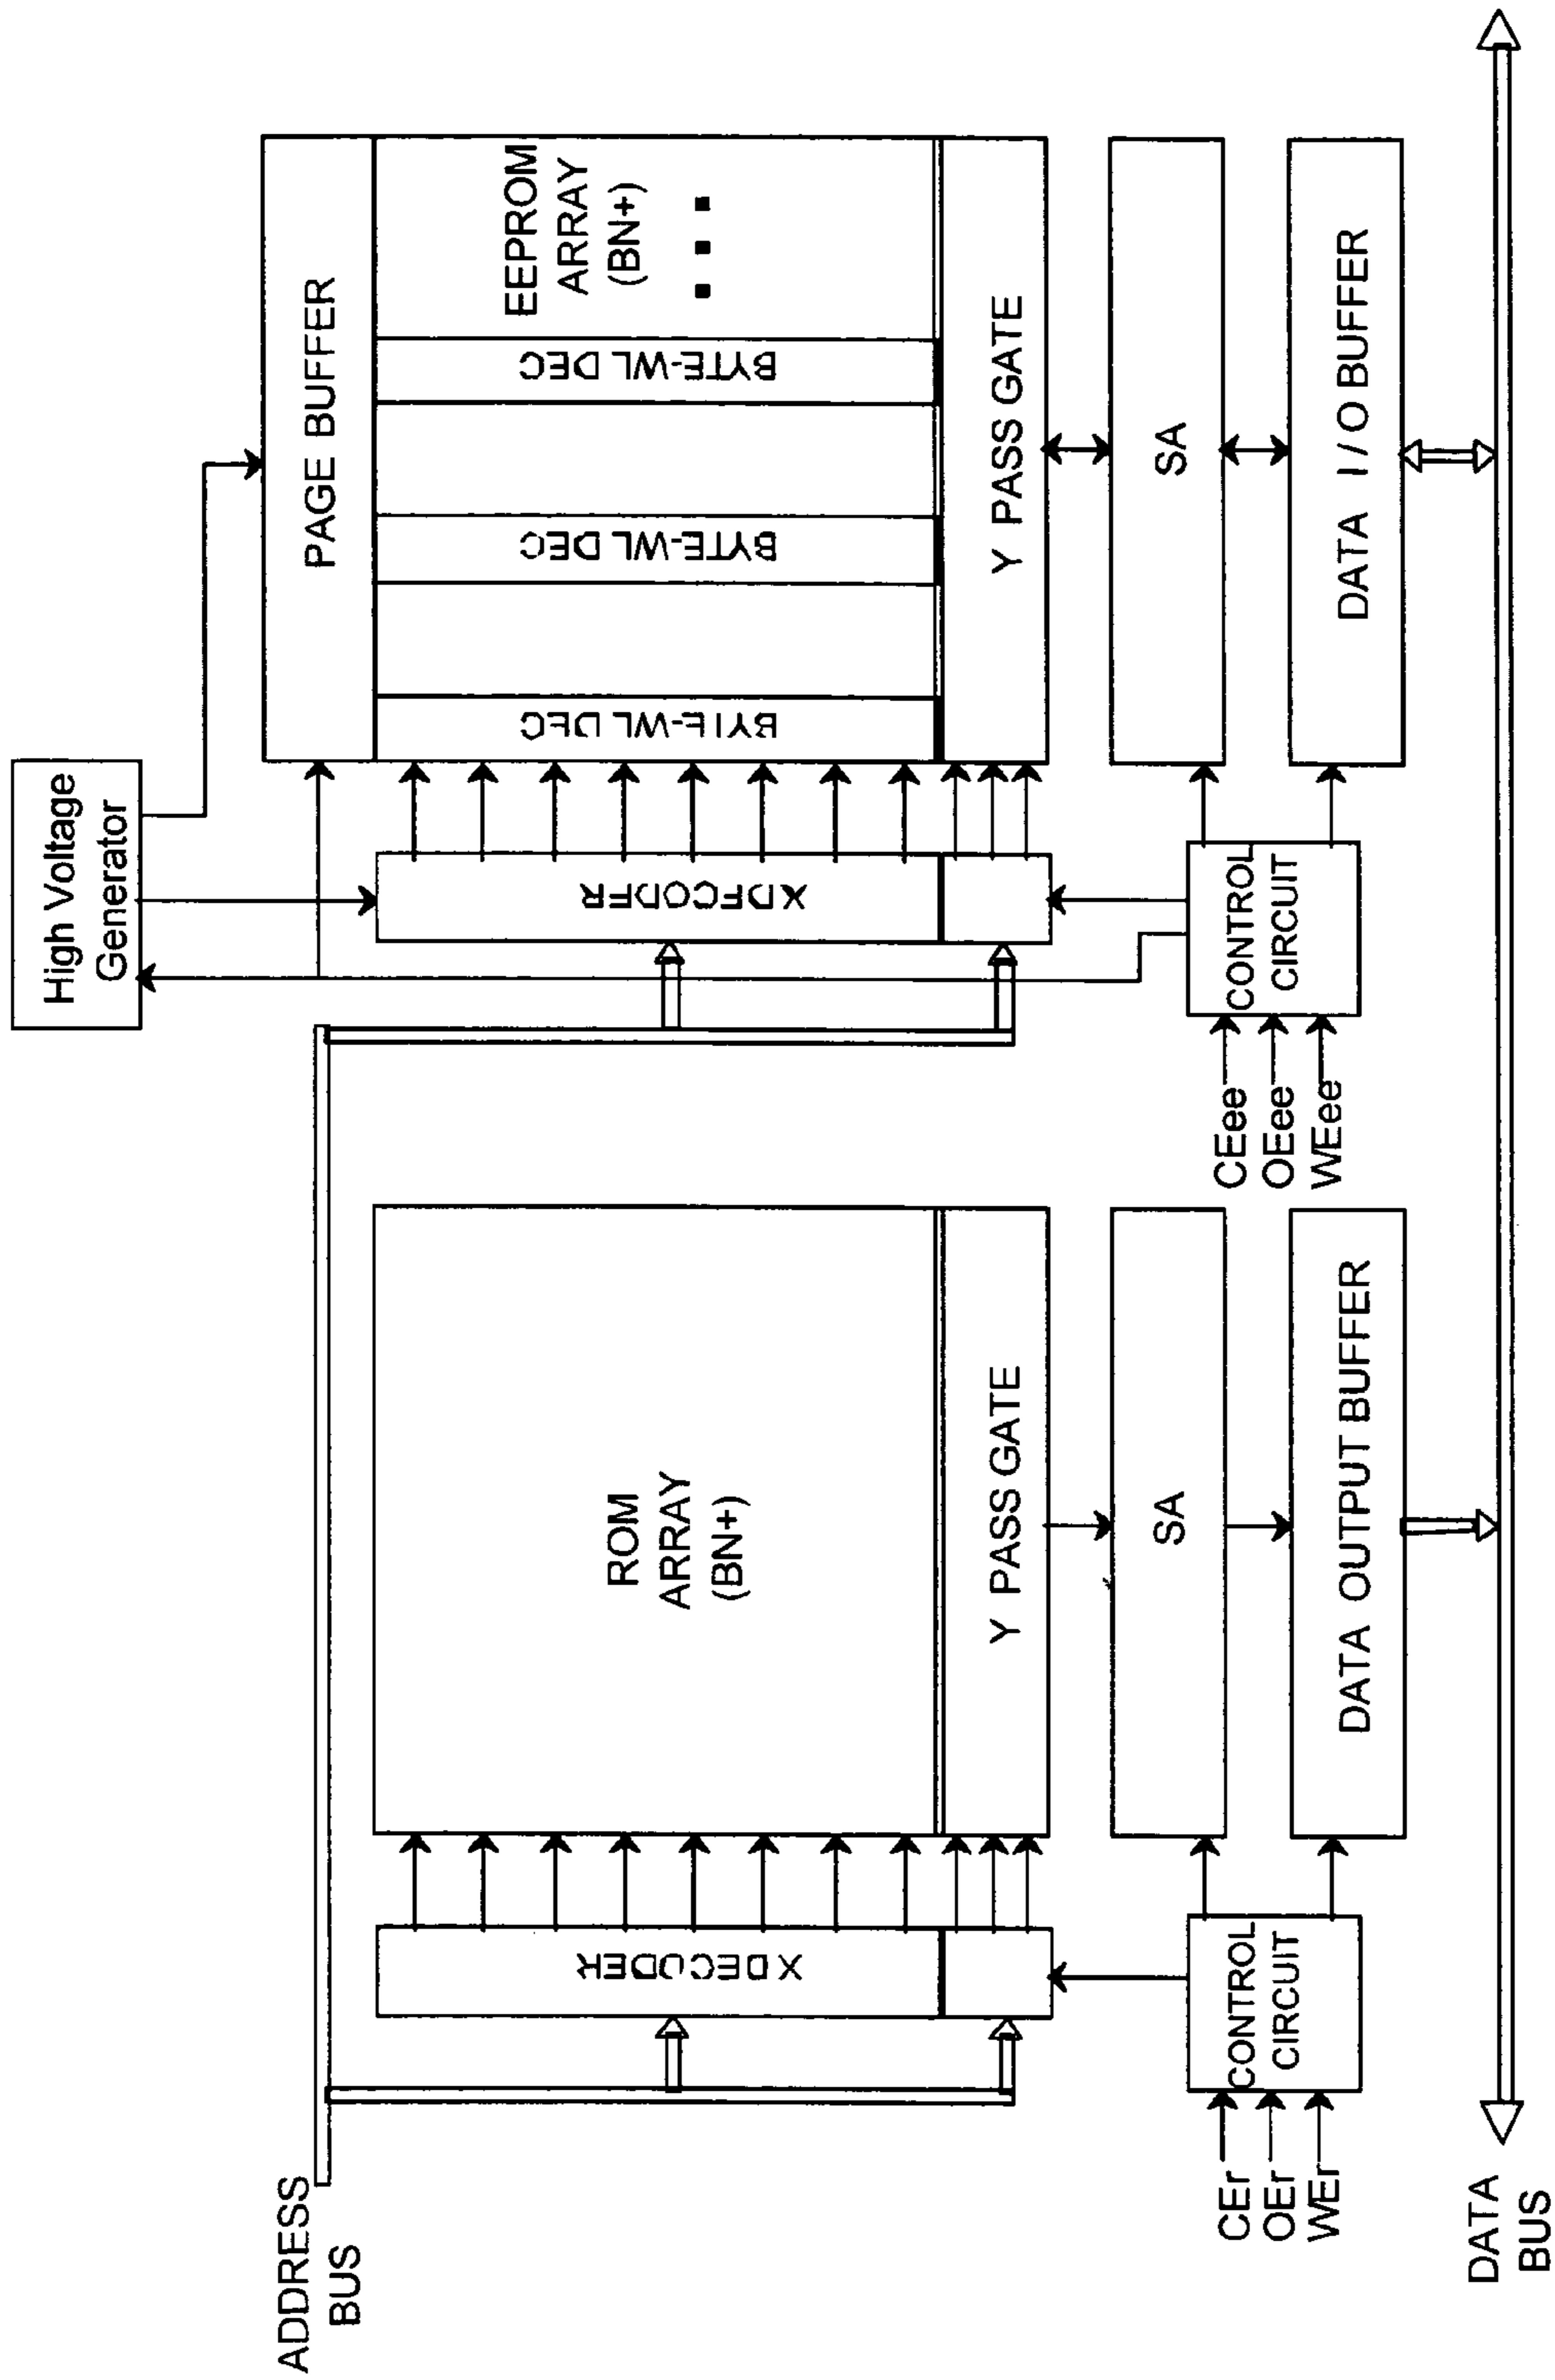 High Voltage
Generator
ADDRESS
BUS
X DECODER
ROM
ARRAY
(BN+)
Y PASS GATE
SA
DATA OUTPUT BUFFER
CONTROL
CIRCUIT
CEr
OEr
WEr
X DECODER
PAGE BUFFER
BYTE-WL DEC
BYTE-WL DEC
BYTE-WL DEC
EEPROM
ARRAY
(BN+)
Y PASS GATE
SA
DATA I/O BUFFER
CONTROL
CIRCUIT
CEee
OEee
WEee
DATA
BUS